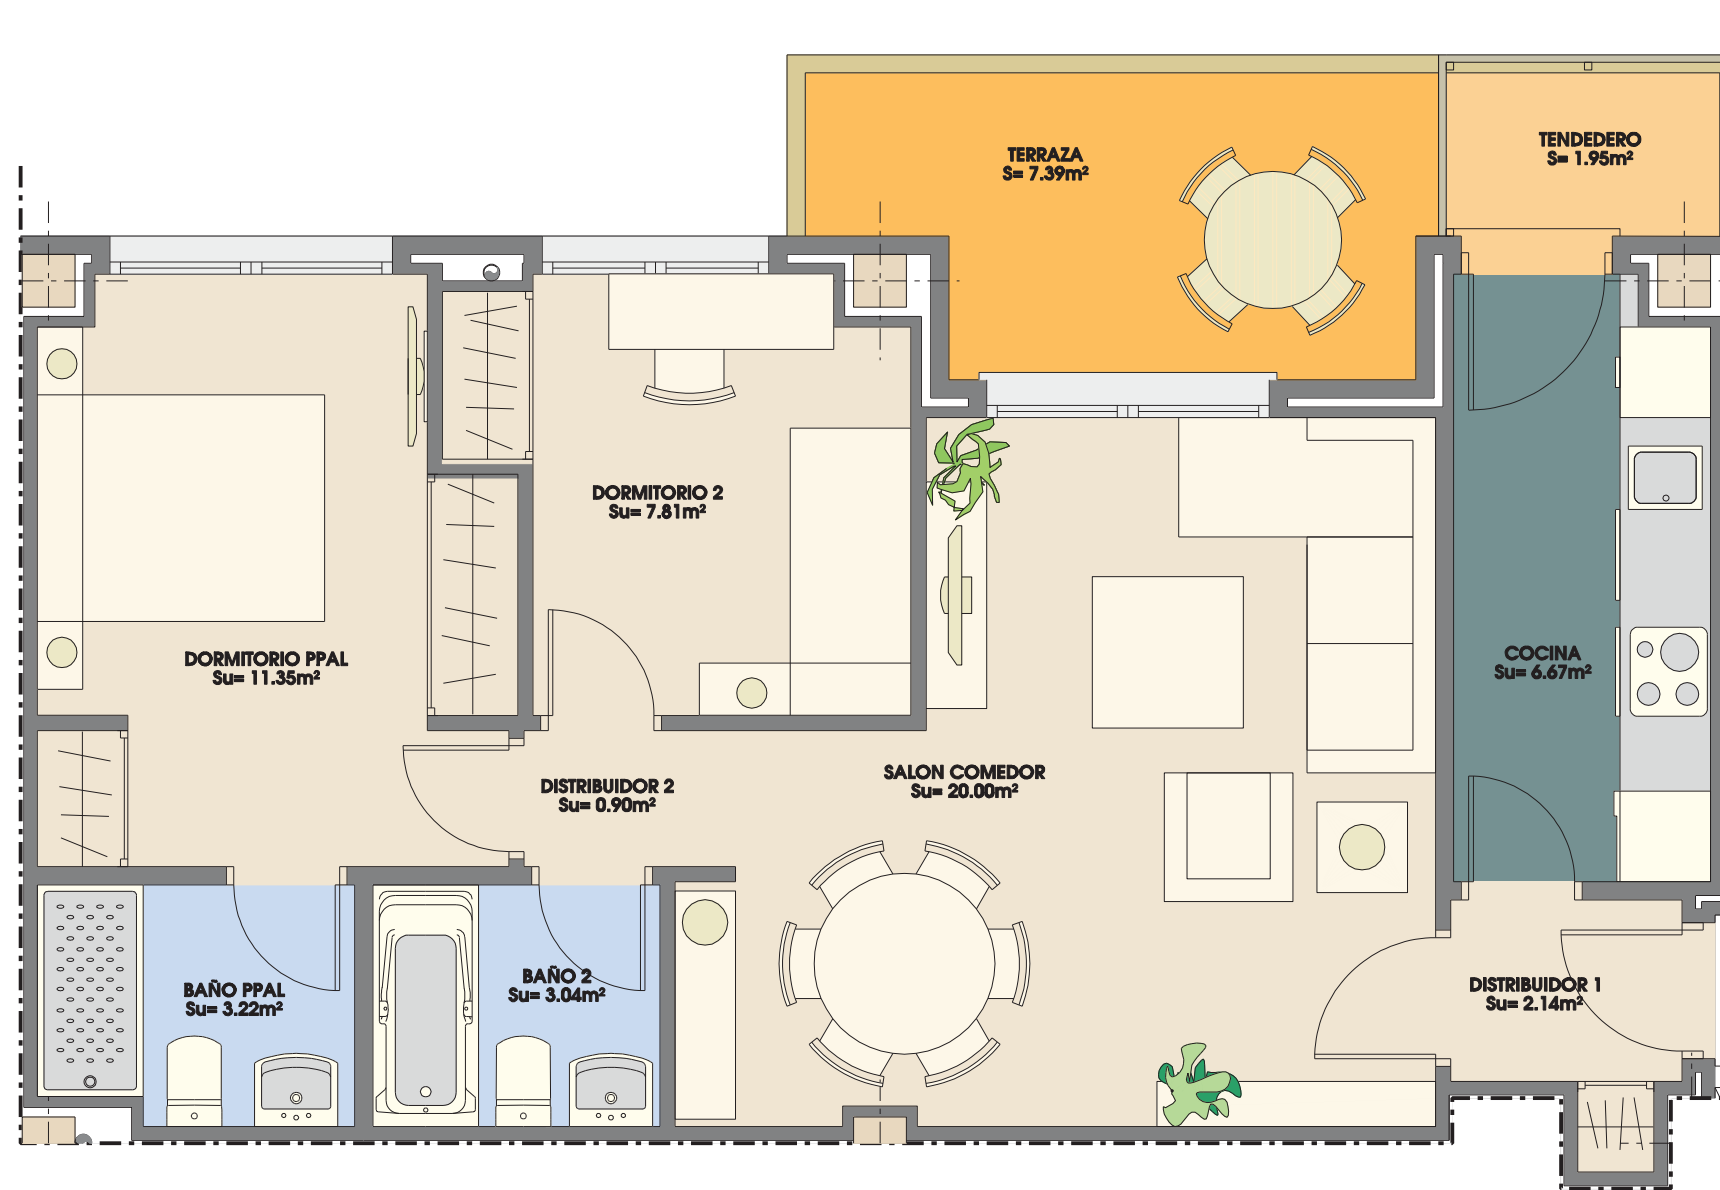 TERRAZA
S= 7.39m²
TENDEDERO
S= 1.95m²
DORMITORIO 2
Su= 7.81m²
DORMITORIO PPAL
Su= 11.35m²
COCINA
Su= 6.67m²
DISTRIBUIDOR 2
Su= 0.90m²
SALON COMEDOR
Su= 20.00m²
BAÑO PPAL
Su= 3.22m²
BAÑO 2
Su= 3.04m²
DISTRIBUIDOR 1
Su= 2.14m²